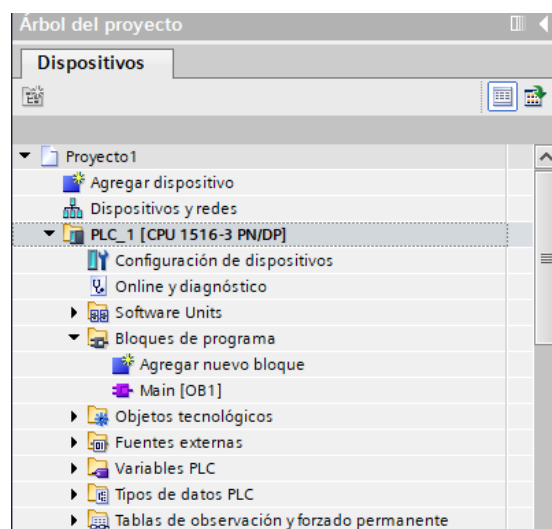 Árbol del proyecto
Dispositivos
Proyecto1
Agregar dispositivo
Dispositivos y redes
PLC_1 [CPU 1516-3 PN/DP]
Configuración de dispositivos
Online y diagnóstico
Software Units
Bloques de programa
Agregar nuevo bloque
Main [OB1]
Objetos tecnológicos
Fuentes externas
Variables PLC
Tipos de datos PLC
Tablas de observación y forzado permanente